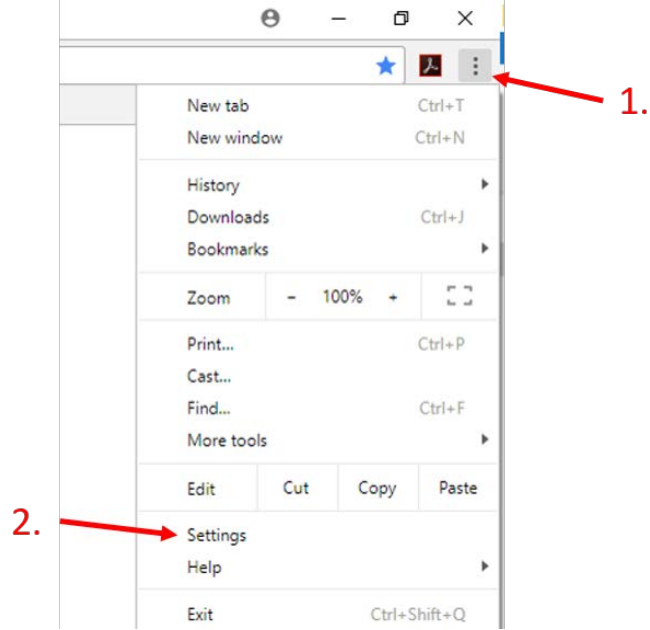 1.
New tab Ctrl+T
New window Ctrl+N
History
Downloads Ctrl+J
Bookmarks
Zoom - 100% +
Print... Ctrl+P
Cast...
Find... Ctrl+F
More tools
Edit Cut Copy Paste
2. Settings
Help
Exit Ctrl+Shift+Q